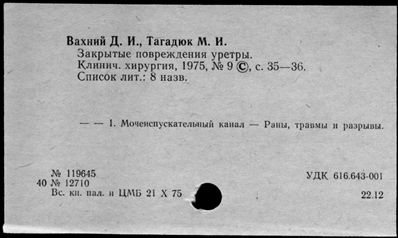 Вахний Д. И., Тагадюк М. И.
Закрытые повреждения уретры.
Клинич. хирургия, 1975, № 9 ©, с. 35—36.
Список лит.: 8 назв.
— — 1. Мочеиспускательный канал — Раны, травмы и разрывы.
№ 119645
40 № 12710
УДК 616.643-001
Вс. кн. пал. и ЦМБ 21 X 75
22.12